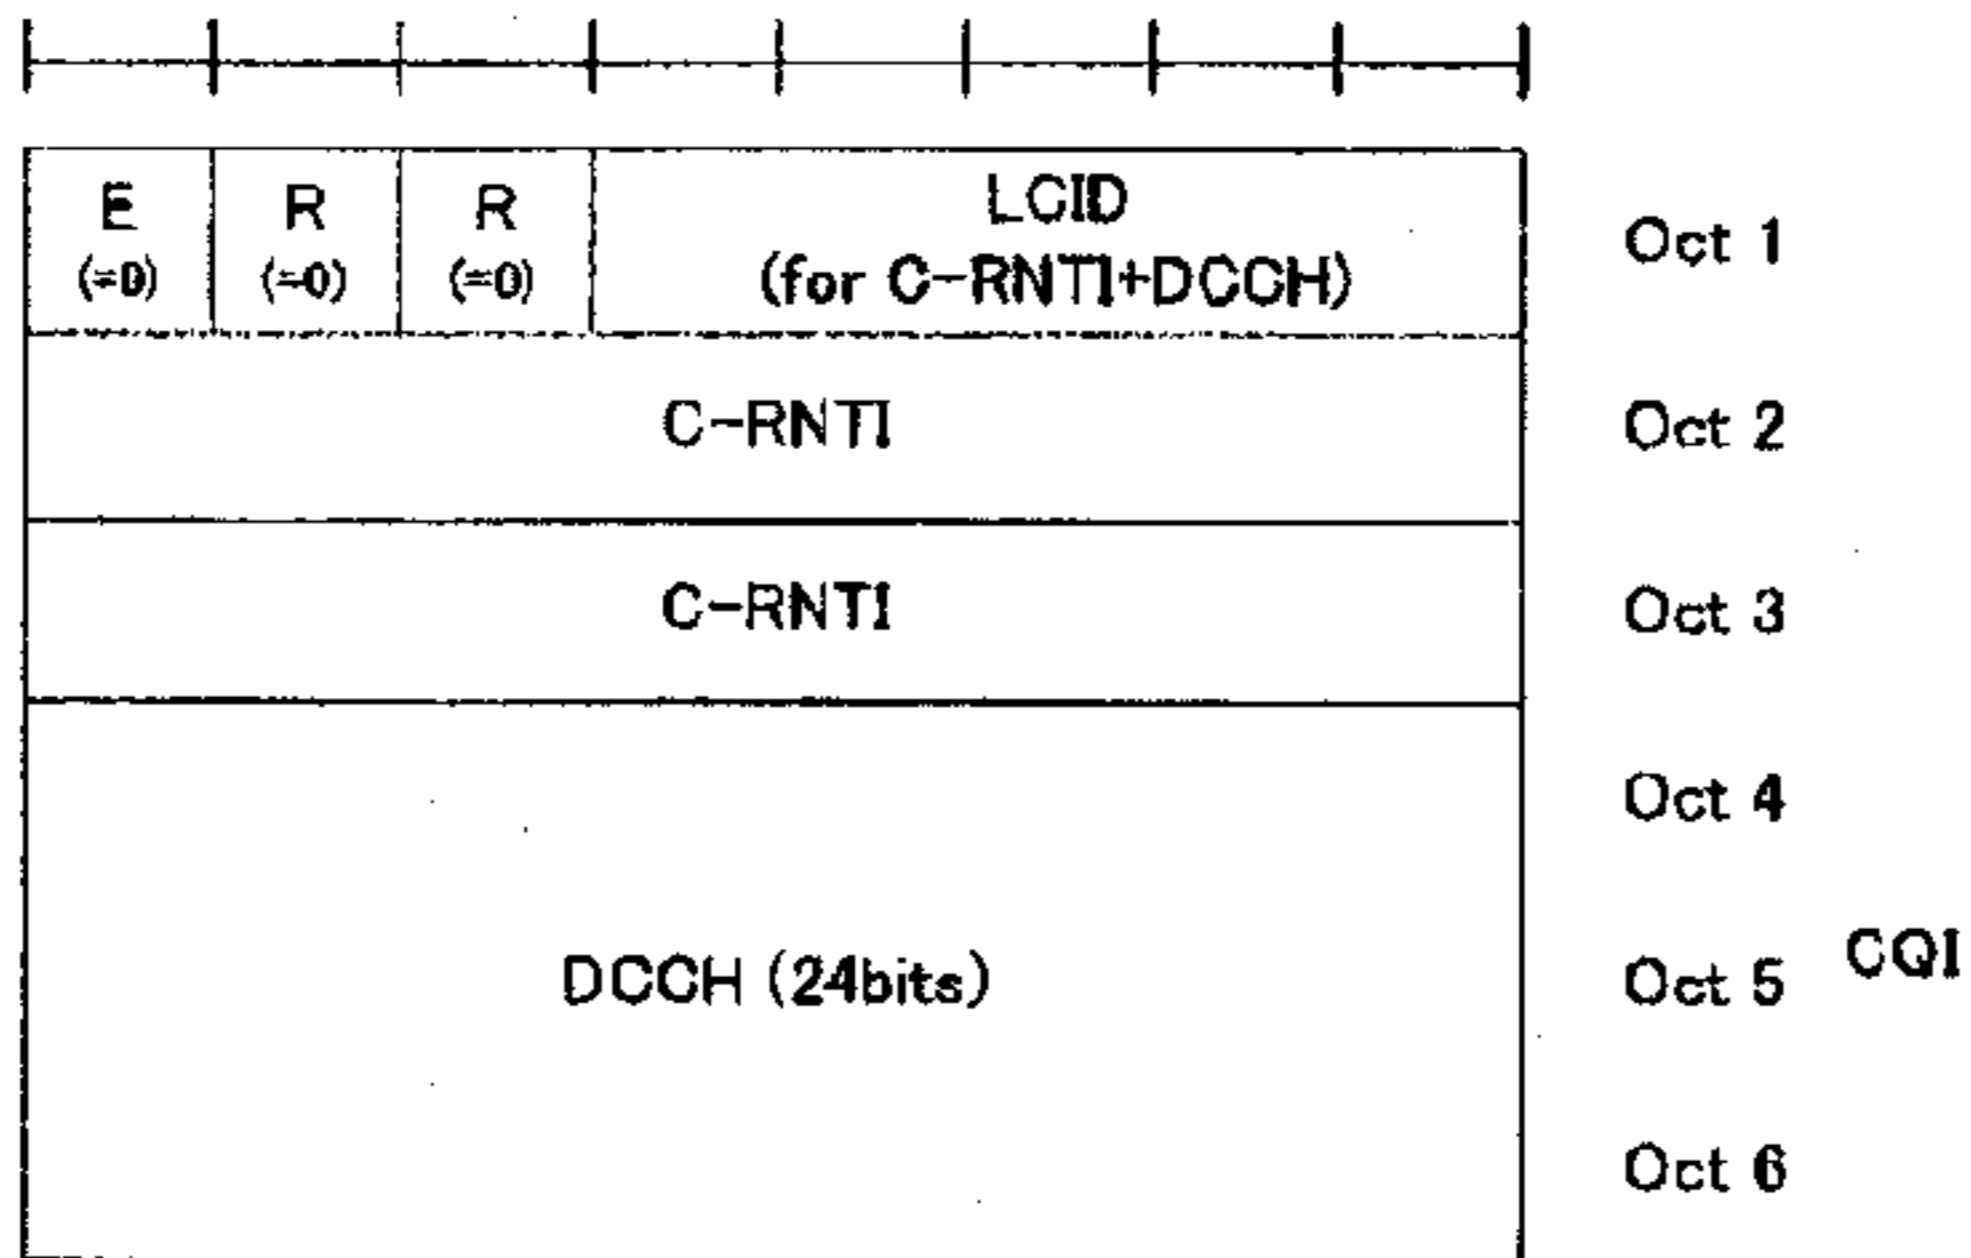 E R R LCID
(=0) (=0) (=0) (for C-RNTI+DCCH) Oct 1
C-RNTI Oct 2
C-RNTI Oct 3
Oct 4
DCCH (24bits) Oct 5 CQI
Oct 6